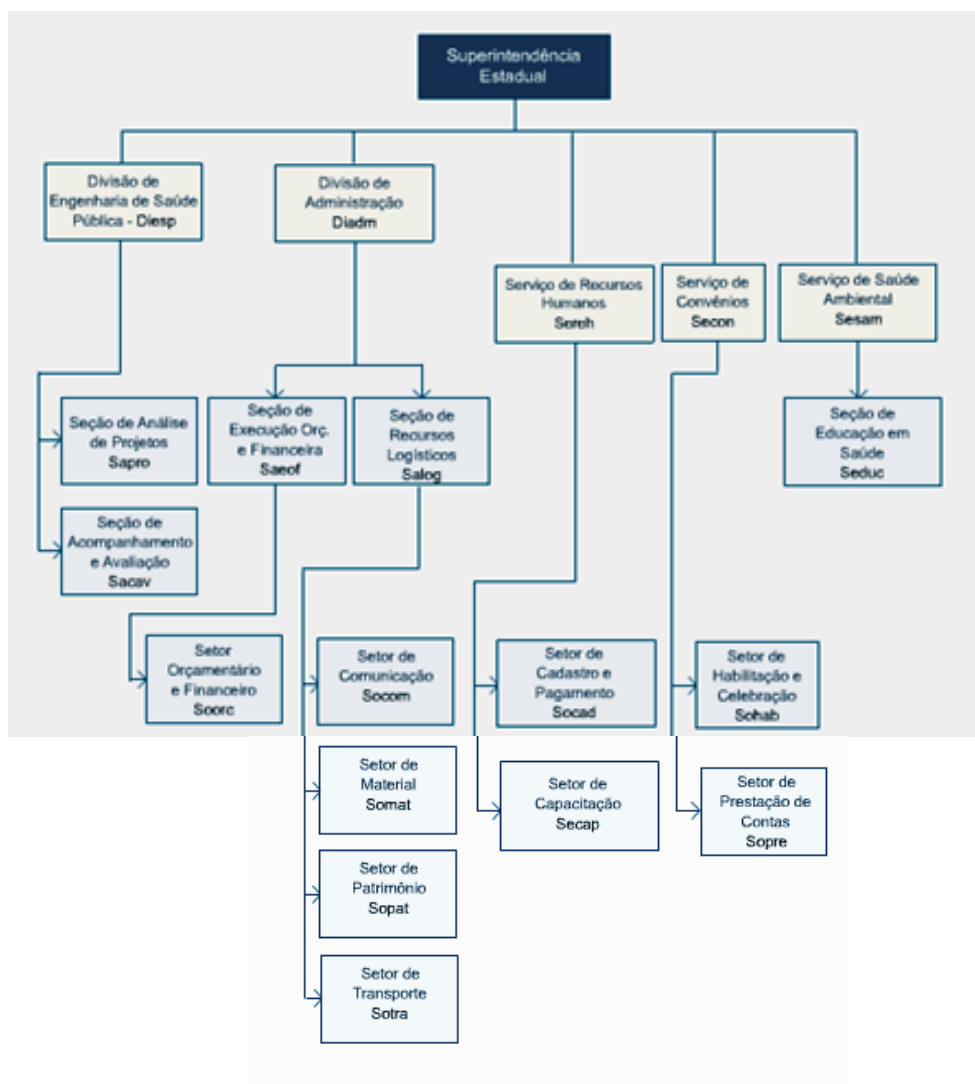 Superintendência
Estadual
Divisão de
Engenharia de Saúde
Pública - Diesp
Divisão de
Administração
Diadm
Serviço de Recursos
Humanos
Sereh
Serviço de
Convênios
Secon
Serviço de Saúde
Ambiental
Sesam
Seção de Análise
de Projetos
Sapro
Seção de
Execução Orç.
e Financeira
Saeof
Seção de
Recursos
Logísticos
Salog
Seção de
Educação em
Saúde
Seduc
Seção de
Acompanhamento
e Avaliação
Sacav
Setor
Orçamentário
e Financeiro
Soorc
Setor de
Comunicação
Socom
Setor de
Cadastro e
Pagamento
Socad
Setor de
Habilitação e
Celebração
Sohab
Setor de
Material
Somat
Setor de
Capacitação
Secap
Setor de
Prestação de
Contas
Sopre
Setor de
Patrimônio
Sopat
Setor de
Transporte
Sotra